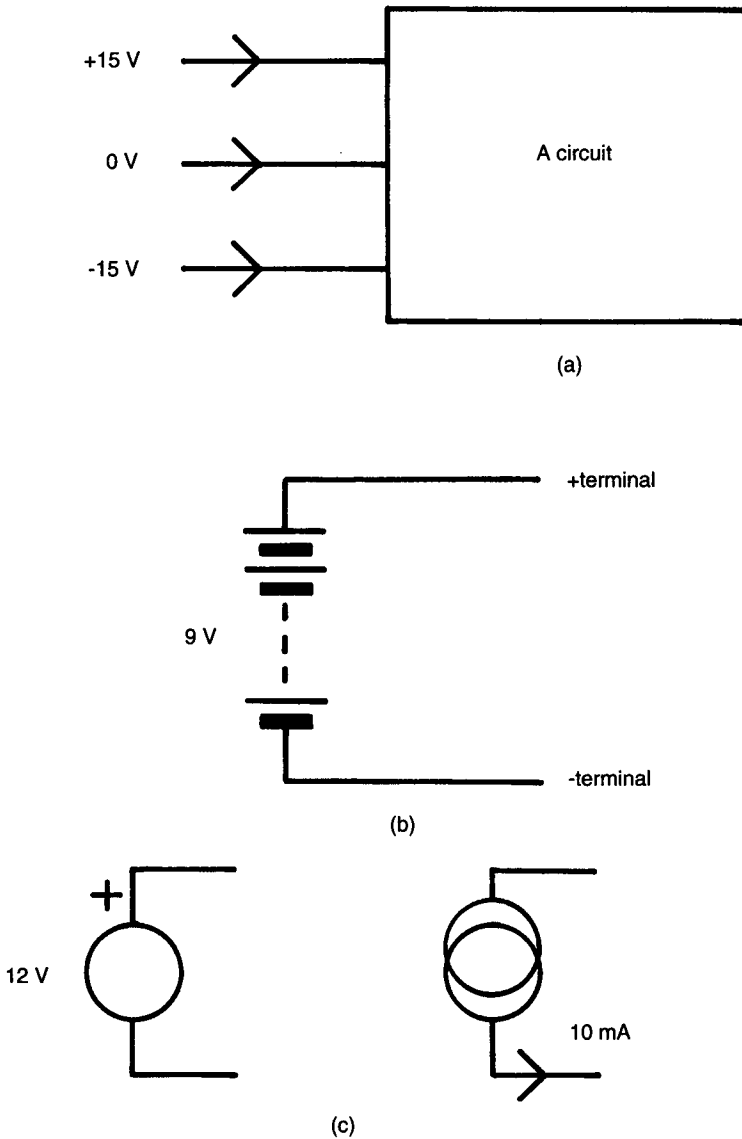 +15 V
0 V
A circuit
-15 V
(a)
+terminal
9 V
-terminal
(b)
+
12 V
10 mA
(c)